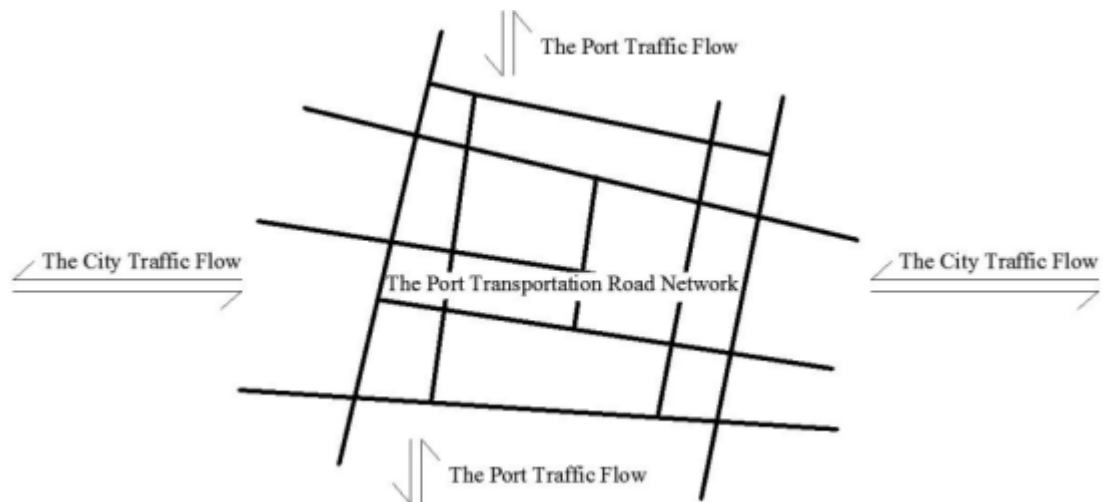 The Port Traffic Flow
The City Traffic Flow
The City Traffic Flow
The Port Transportation Road Network
The Port Traffic Flow